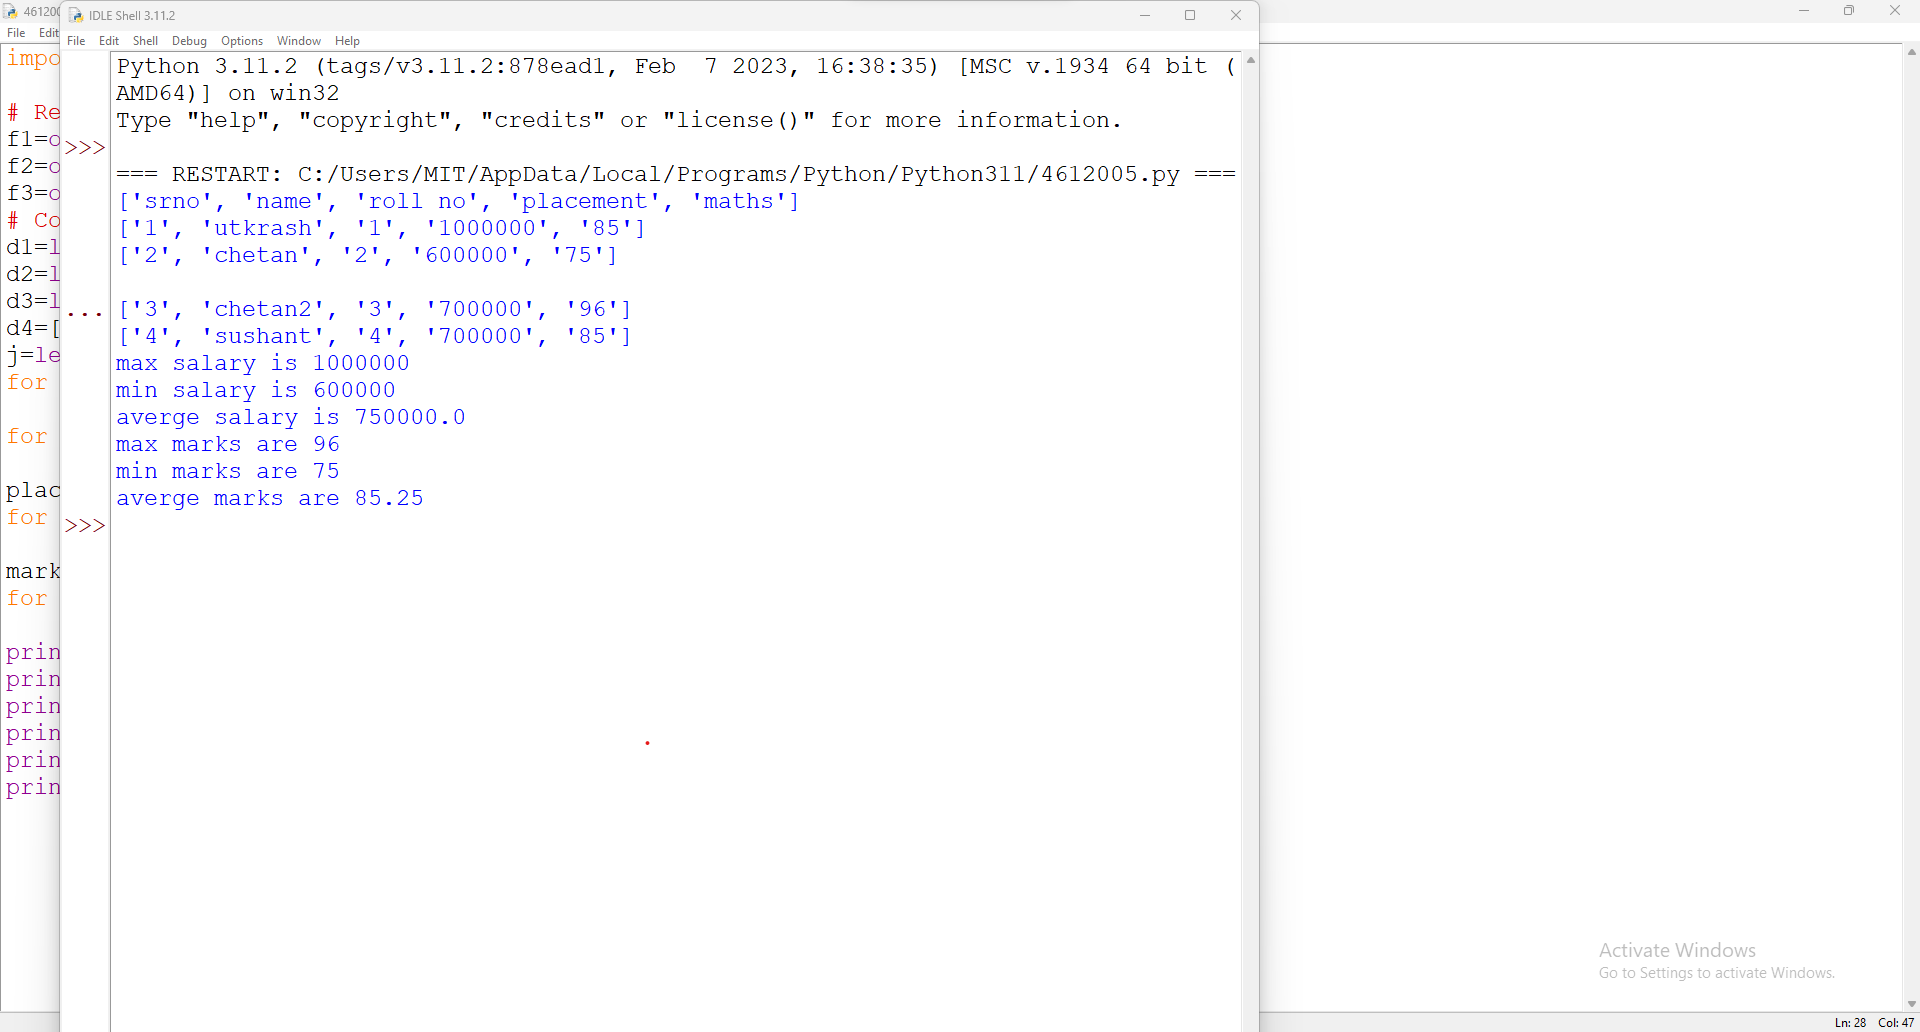 461200
File Edit
impo
# Re
f1=o
f2=o
f3=o
# Co
d1=l
d2=l
d3=l
d4=[
j=le
for
for
plac
for
mark
for
prin
prin
prin
prin
prin
prin
IDLE Shell 3.11.2
File Edit Shell Debug Options Window Help
Python 3.11.2 (tags/v3.11.2:878ead1, Feb  7 2023, 16:38:35) [MSC v.1934 64 bit (
AMD64)] on win32
Type "help", "copyright", "credits" or "license()" for more information.
>>>
=== RESTART: C:/Users/MIT/AppData/Local/Programs/Python/Python311/4612005.py ===
['srno', 'name', 'roll no', 'placement', 'maths']
['1', 'utkrash', '1', '1000000', '85']
['2', 'chetan', '2', '600000', '75']
... ['3', 'chetan2', '3', '700000', '96']
['4', 'sushant', '4', '700000', '85']
max salary is 1000000
min salary is 600000
averge salary is 750000.0
max marks are 96
min marks are 75
averge marks are 85.25
>>>
Activate Windows
Go to Settings to activate Windows.
Ln: 28 Col: 47